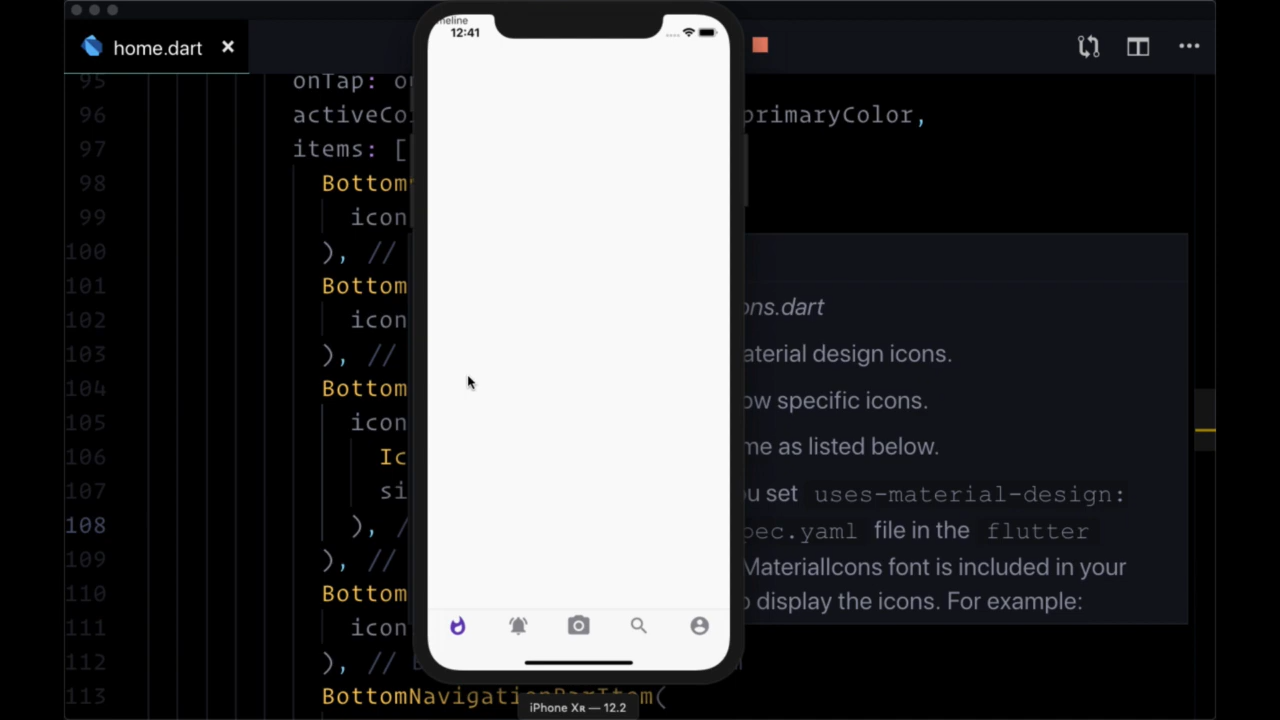 home.dart
meline
12:41
95 onTap: o
96 activeCo primaryColor,
97 items: [
98 Bottom
99 icon
100 ), //
101 Bottom
102 icon
ons.dart
103 ), //
aterial design icons.
104 Bottom
ow specific icons.
105 icon
me as listed below.
106 Ic
107 si
u set uses-material-design:
108 ), /
pec.yaml file in the flutter
109 ), //
MaterialIcons font is included in your
110 Bottom
display the icons. For example:
111 icon
112 ), //
113 BottomNavigationBarItem(
iPhone XR — 12.2